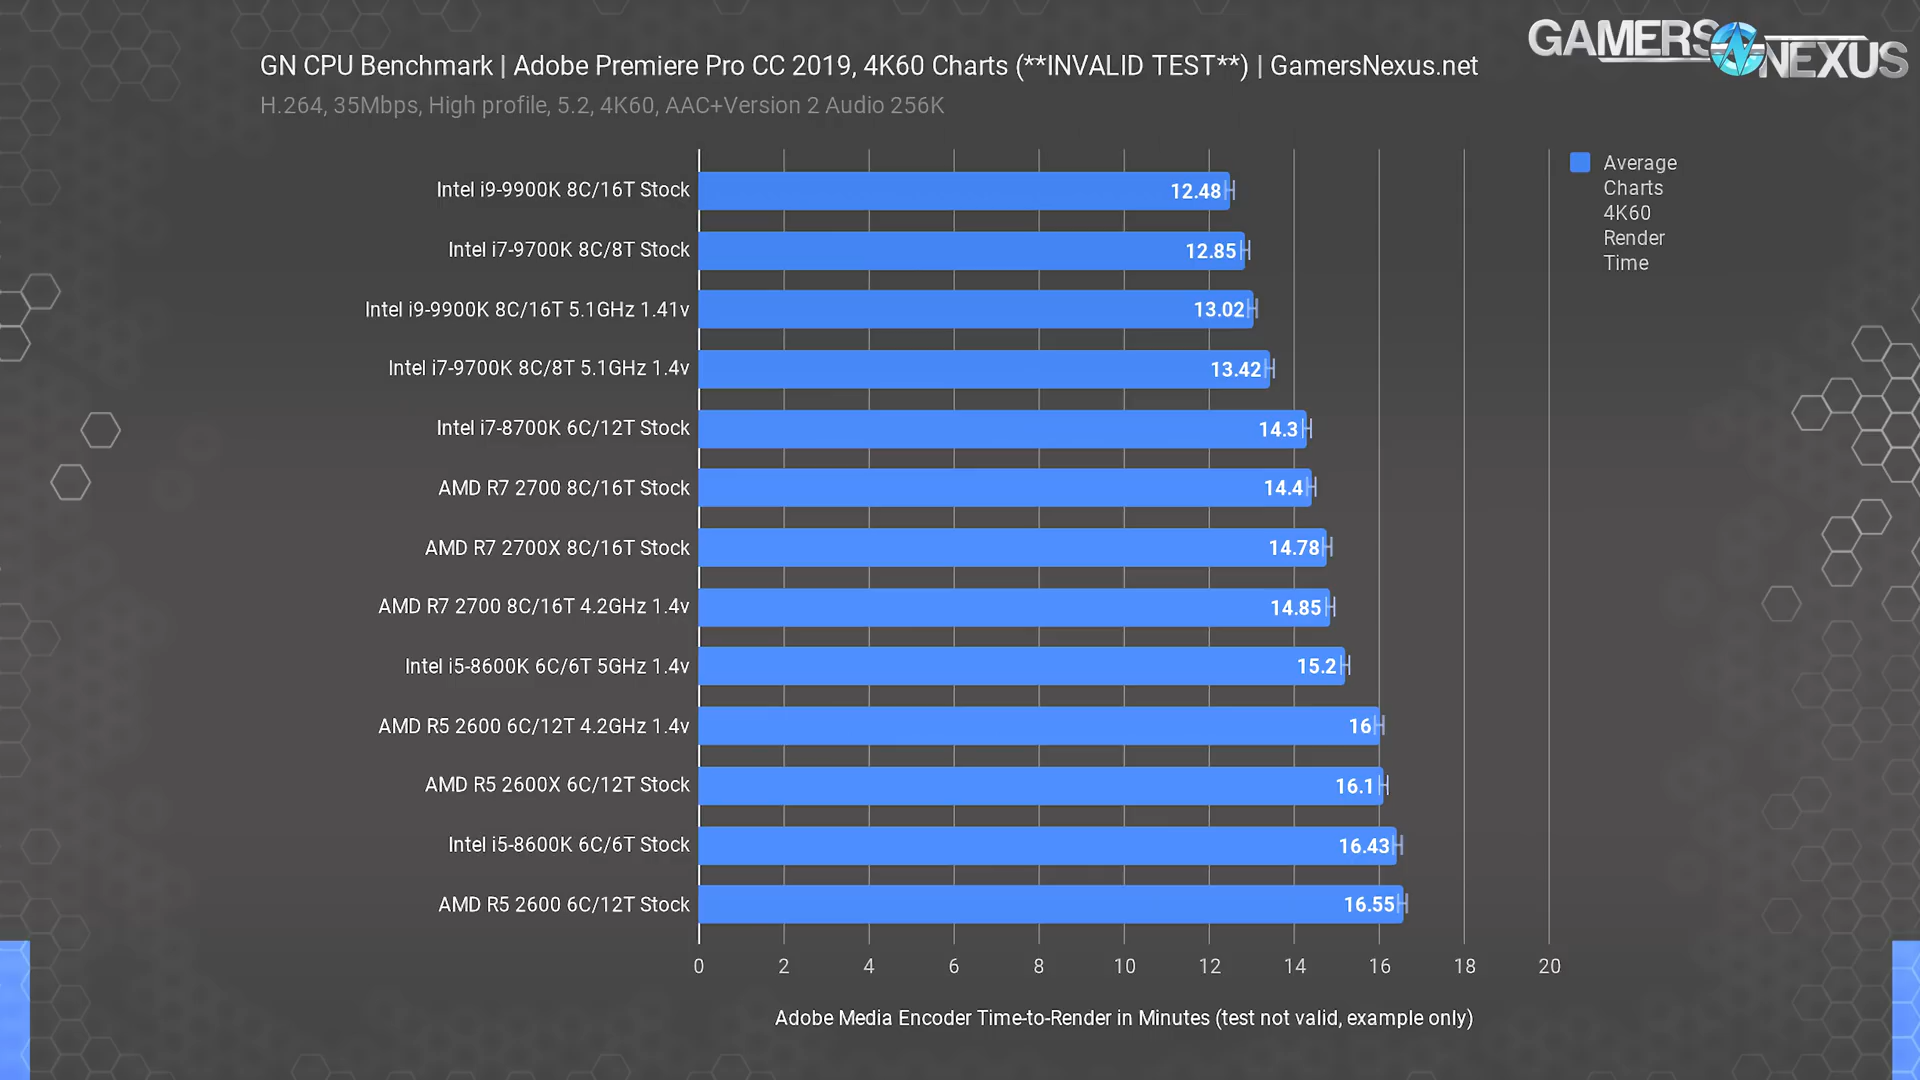 GAMERS NEXUS
GN CPU Benchmark | Adobe Premiere Pro CC 2019, 4K60 Charts (**INVALID TEST**) | GamersNexus.net
H.264, 35Mbps, High profile, 5.2, 4K60, AAC+Version 2 Audio 256K
Average
Charts
4K60
Render
Time
Intel i9-9900K 8C/16T Stock 12.48
Intel i7-9700K 8C/8T Stock 12.85
Intel i9-9900K 8C/16T 5.1GHz 1.41v 13.02
Intel i7-9700K 8C/8T 5.1GHz 1.4v 13.42
Intel i7-8700K 6C/12T Stock 14.3
AMD R7 2700 8C/16T Stock 14.4
AMD R7 2700X 8C/16T Stock 14.78
AMD R7 2700 8C/16T 4.2GHz 1.4v 14.85
Intel i5-8600K 6C/6T 5GHz 1.4v 15.2
AMD R5 2600 6C/12T 4.2GHz 1.4v 16
AMD R5 2600X 6C/12T Stock 16.1
Intel i5-8600K 6C/6T Stock 16.43
AMD R5 2600 6C/12T Stock 16.55
0 2 4 6 8 10 12 14 16 18 20
Adobe Media Encoder Time-to-Render in Minutes (test not valid, example only)